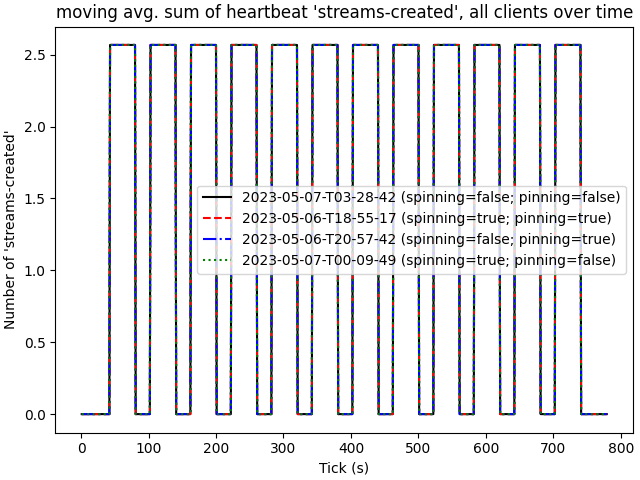 moving avg. sum of heartbeat 'streams-created', all clients over time
Number of 'streams-created'
2.5
2.0
1.5
1.0
0.5
0.0
2023-05-07-T03-28-42 (spinning=false; pinning=false)
2023-05-06-T18-55-17 (spinning=true; pinning=true)
2023-05-06-T20-57-42 (spinning=false; pinning=true)
2023-05-07-T00-09-49 (spinning=true; pinning=false)
0 100 200 300 400 500 600 700 800
Tick (s)